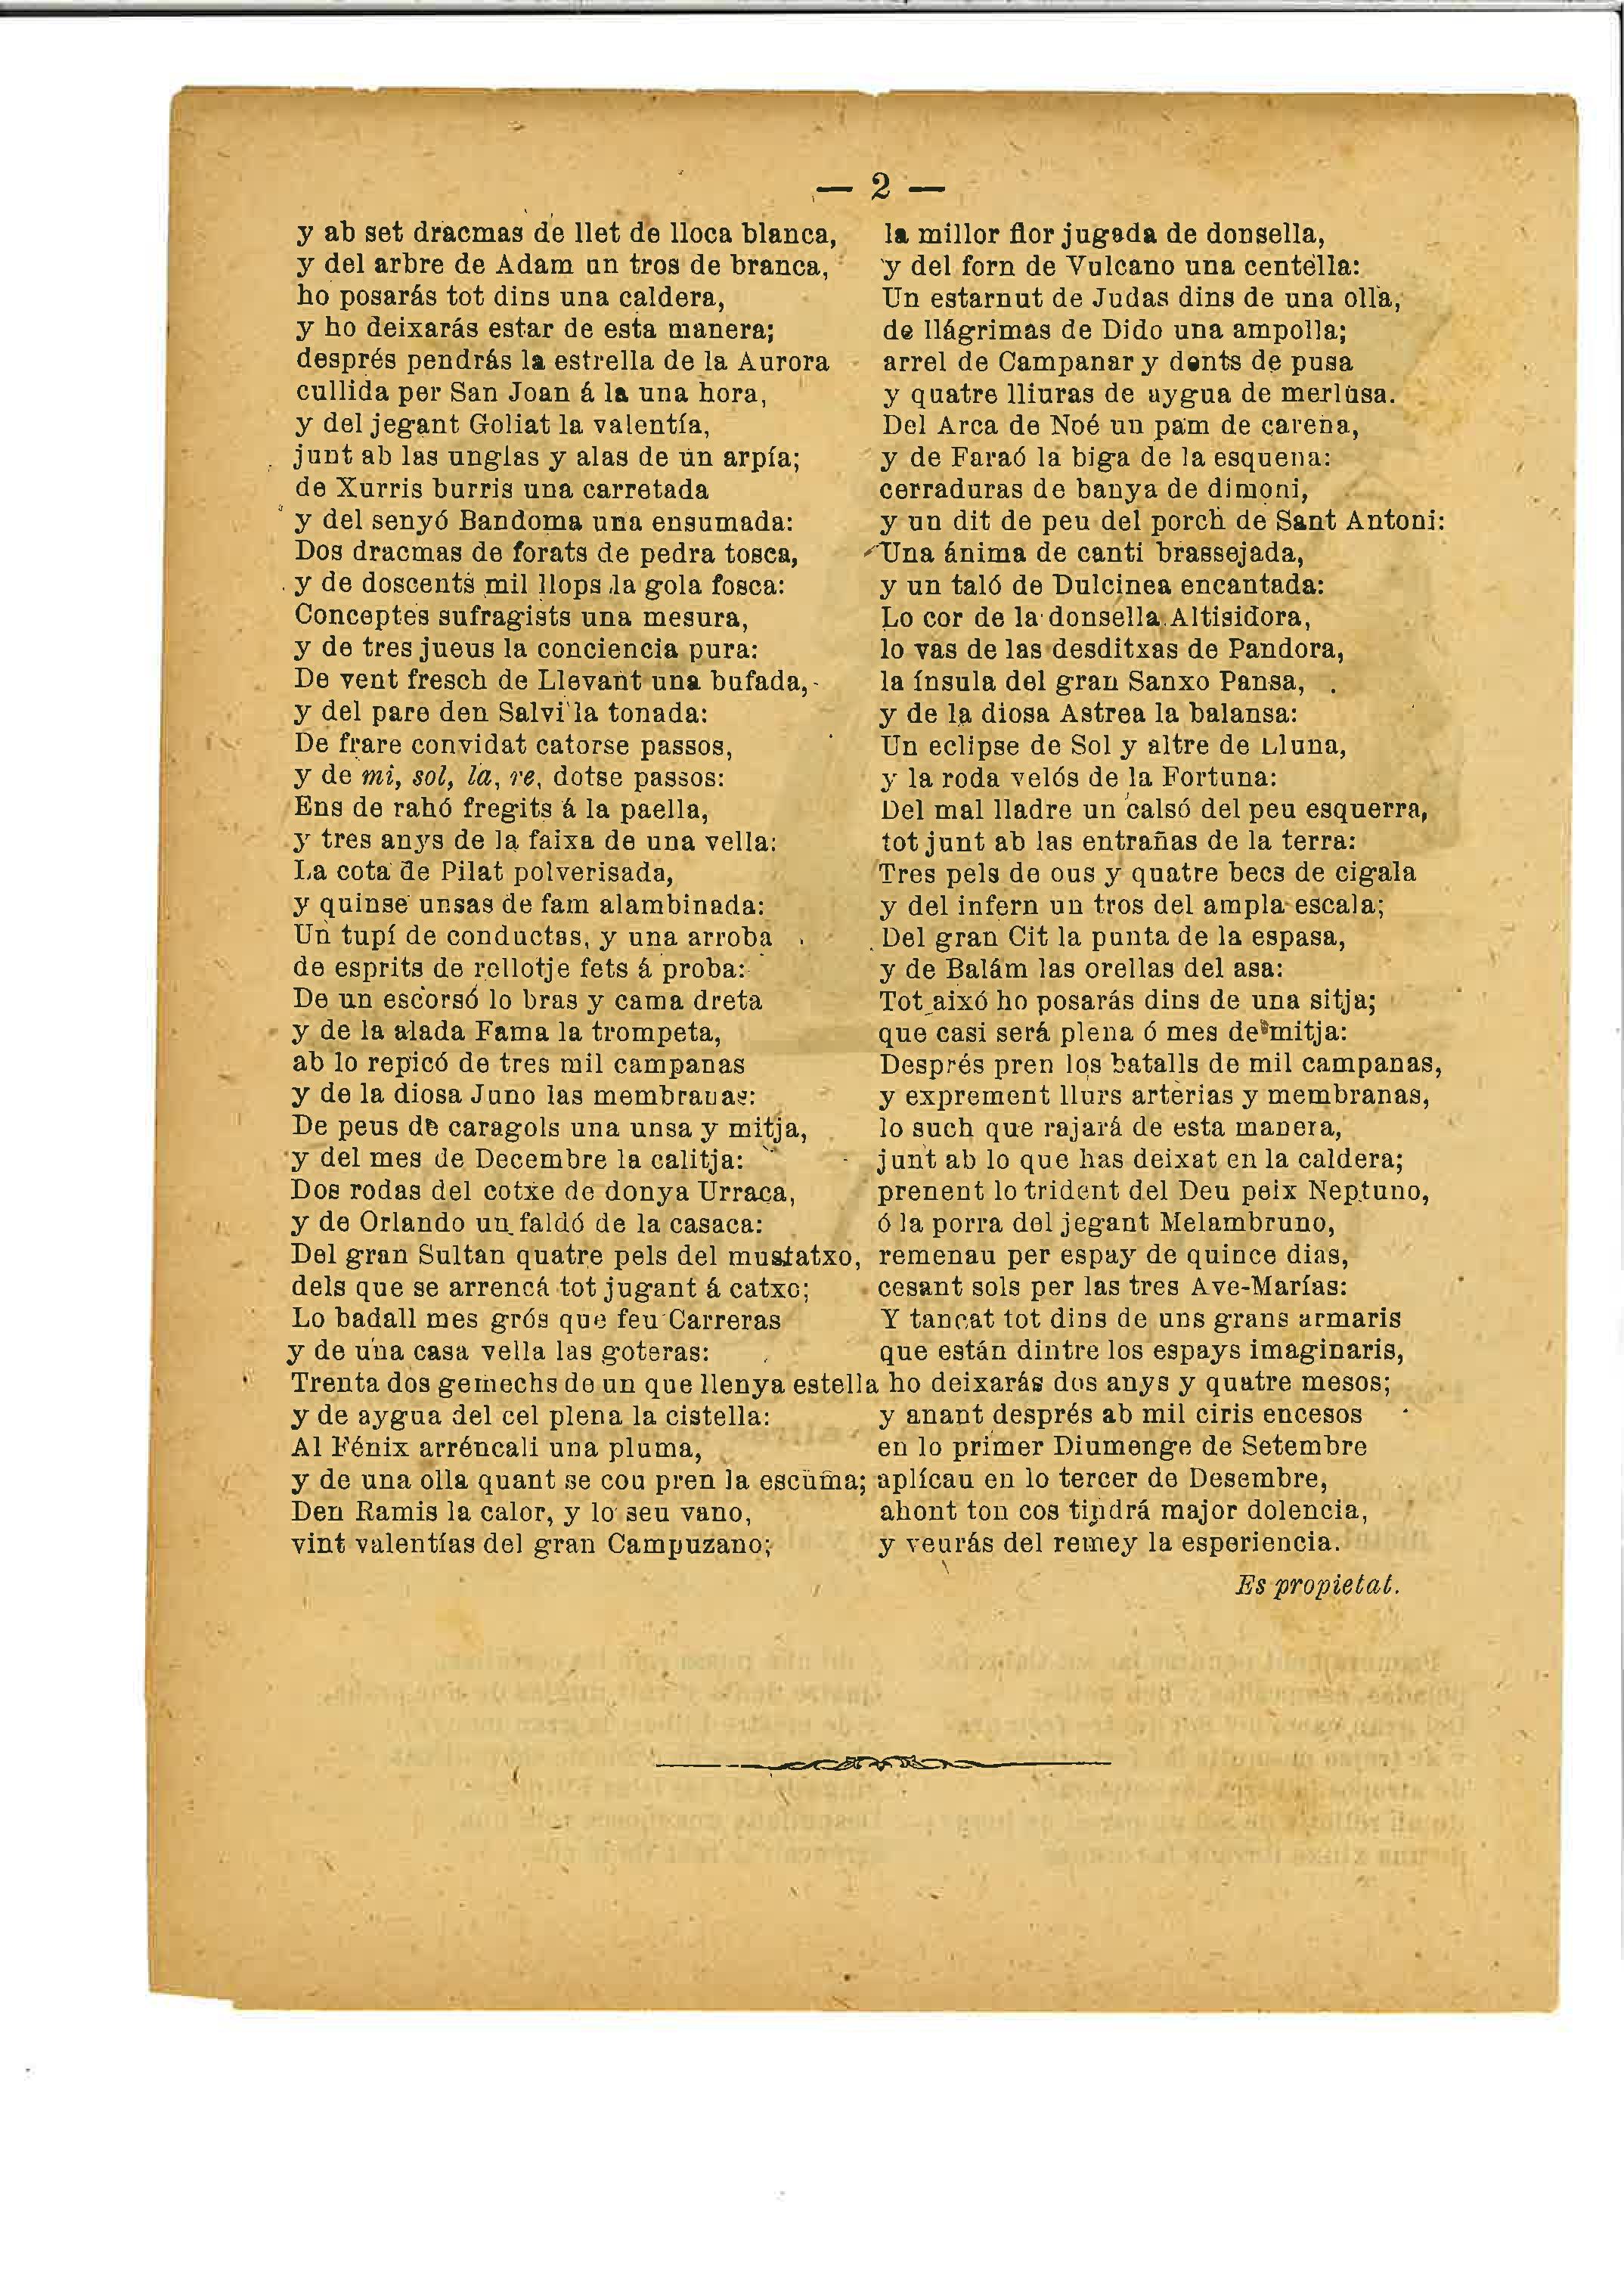 — 2 —
y ab set dracmas de llet de lloca blanca,
y del arbre de Adam un tros de branca,
ho posarás tot dins una caldera,
y ho deixarás estar de esta manera;
després pendrás la estrella de la Aurora
cullida per San Joan á la una hora,
y del jegant Goliat la valentía,
junt ab las unglas y alas de un arpía;
de Xurris burris una carretada
y del senyó Bandoma una ensumada:
Dos dracmas de forats de pedra tosca,
y de doscents mil llops la gola fosca:
Conceptes sufragists una mesura,
y de tres jueus la conciencia pura:
De vent fresch de Llevant una bufada,
y del pare den Salvi la tonada:
De frare convidat catorse passos,
y de mi, sol, la, re, dotse passos:
Ens de rahó fregits á la paella,
y tres anys de la faixa de una vella:
La cota de Pilat polverisada,
y quinse unsas de fam alambinada:
Un tupí de conductas, y una arroba
de esprits de rellotje fets á proba:
De un escorsó lo bras y cama dreta
y de la alada Fama la trompeta,
ab lo repicó de tres mil campanas
y de la diosa Juno las membranas:
De peus de caragols una unsa y mitja,
y del mes de Decembre la calitja:
Dos rodas del cotxe de donya Urraca,
y de Orlando un faldó de la casaca:
Del gran Sultan quatre pels del mustatxo,
dels que se arrencá tot jugant á catxo;
Lo badall mes grós que feu Carreras
y de una casa vella las goteras:
Trenta dos gemechs de un que llenya estella
y de aygua del cel plena la cistella:
Al Fénix arréncali una pluma,
y de una olla quant se cou pren la escuma;
Den Ramis la calor, y lo seu vano,
vint valentías del gran Campuzano;
la millor flor jugada de donsella,
y del forn de Vulcano una centella:
Un estarnut de Judas dins de una olla,
de llágrimas de Dido una ampolla;
arrel de Campanar y dents de pusa
y quatre lliuras de aygua de merlusa.
Del Arca de Noé un pam de carena,
y de Faraó la biga de la esquena:
cerraduras de banya de dimoni,
y un dit de peu del porch de Sant Antoni:
Una ánima de canti brassejada,
y un taló de Dulcinea encantada:
Lo cor de la donsella Altisidora,
lo vas de las desditxas de Pandora,
la ínsula del gran Sanxo Pansa,
y de la diosa Astrea la balansa:
Un eclipse de Sol y altre de Lluna,
y la roda velós de la Fortuna:
Del mal lladre un calsó del peu esquerra,
tot junt ab las entrañas de la terra:
Tres pels de ous y quatre becs de cigala
y del infern un tros del ampla escala;
Del gran Cit la punta de la espasa,
y de Balám las orellas del asa:
Tot aixó ho posarás dins de una sitja;
que casi será plena ó mes de mitja:
Després pren los batalls de mil campanas,
y exprement llurs artèrias y membranas,
lo such que rajará de esta manera,
junt ab lo que has deixat en la caldera;
prenent lo trident del Deu peix Neptuno,
ó la porra del jegant Melambruno,
remenau per espay de quince dias,
cesant sols per las tres Ave-Marías:
Y tancat tot dins de uns grans armaris
que están dintre los espays imaginaris,
ho deixarás dos anys y quatre mesos;
y anant després ab mil ciris encesos
en lo primer Diumenge de Setembre
aplícau en lo tercer de Desembre,
ahont ton cos tindrá major dolencia,
y veurás del remey la esperiencia.
Es propietat.